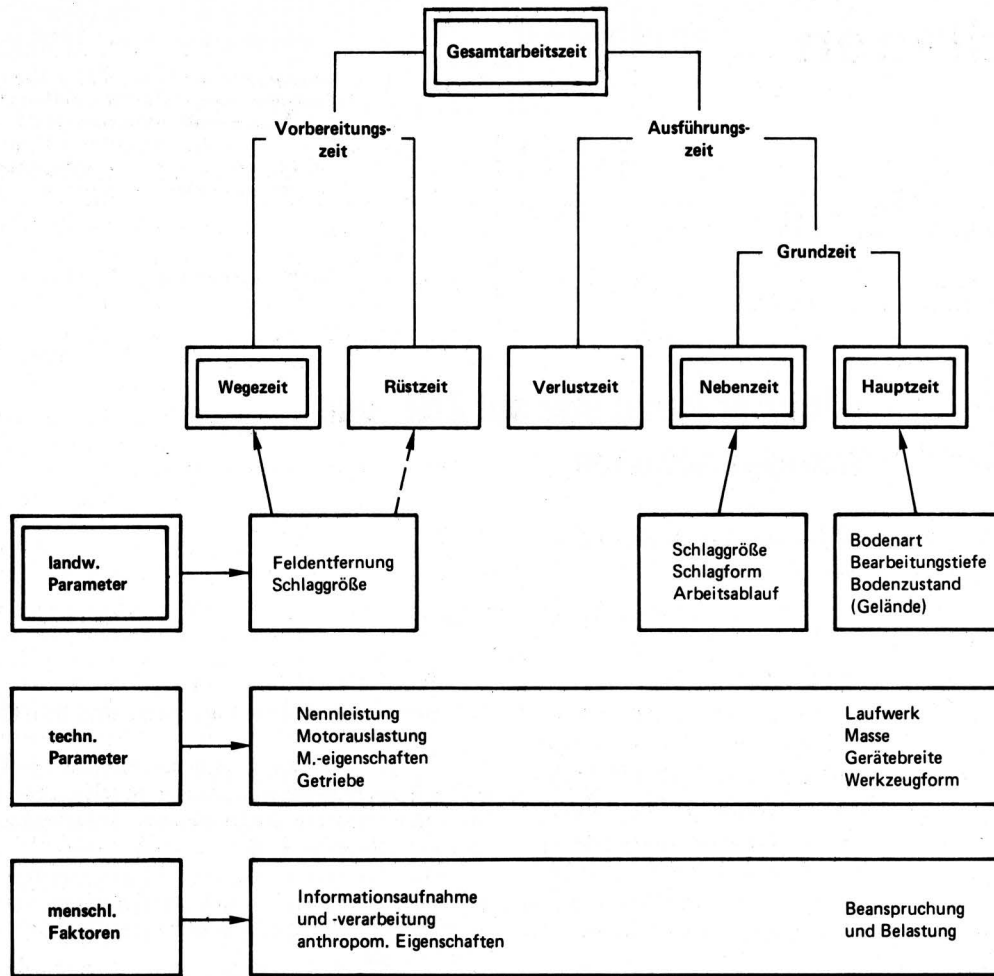 Gesamtarbeitszeit
Vorbereitungs-
zeit
Ausführungs-
zeit
Grundzeit
Wegezeit
Rüstzeit
Verlustzeit
Nebenzeit
Hauptzeit
landw.
Parameter
Feldentfernung
Schlaggröße
Schlaggröße
Schlagform
Arbeitsablauf
Bodenart
Bearbeitungstiefe
Bodenzustand
(Gelände)
techn.
Parameter
Nennleistung
Motorauslastung
M.-eigenschaften
Getriebe
Laufwerk
Masse
Gerätebreite
Werkzeugform
menschl.
Faktoren
Informationsaufnahme
und -verarbeitung
anthropom. Eigenschaften
Beanspruchung
und Belastung